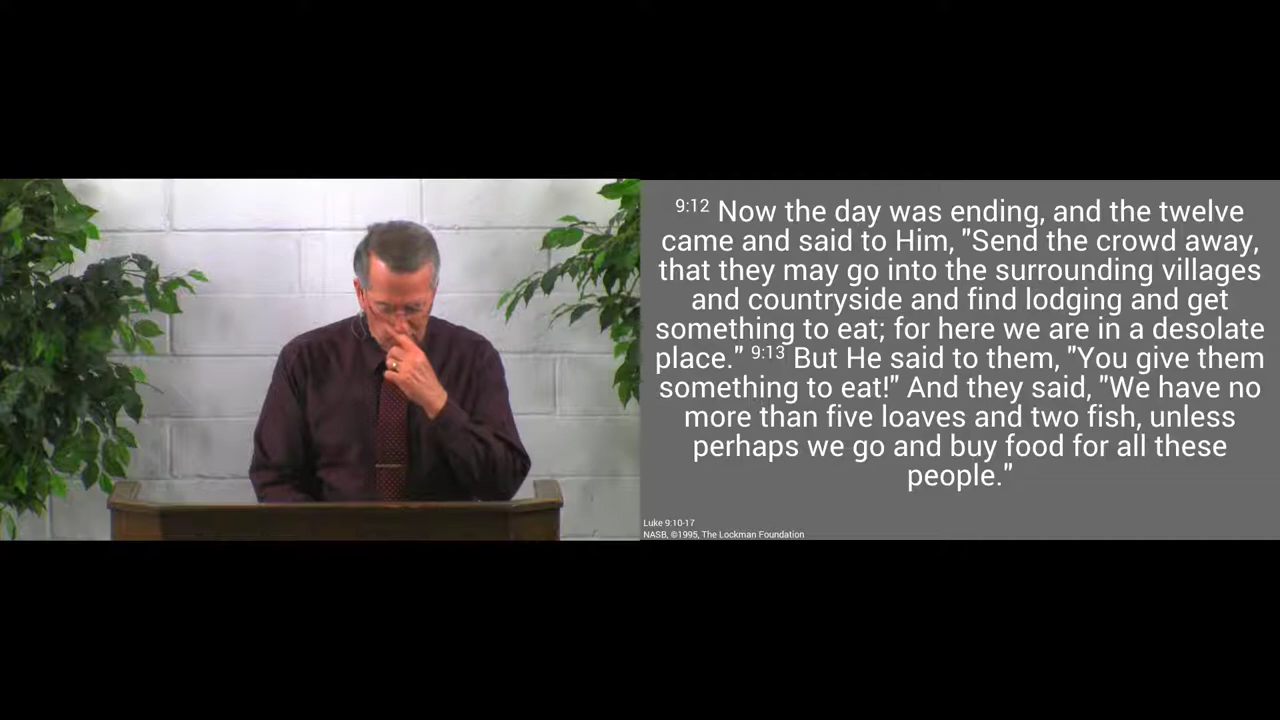 9:12 Now the day was ending, and the twelve
came and said to Him, "Send the crowd away,
that they may go into the surrounding villages
and countryside and find lodging and get
something to eat; for here we are in a desolate
place." 9:13 But He said to them, "You give them
something to eat!" And they said, "We have no
more than five loaves and two fish, unless
perhaps we go and buy food for all these
people."
Luke 9:10-17
NASB, ©1995, The Lockman Foundation